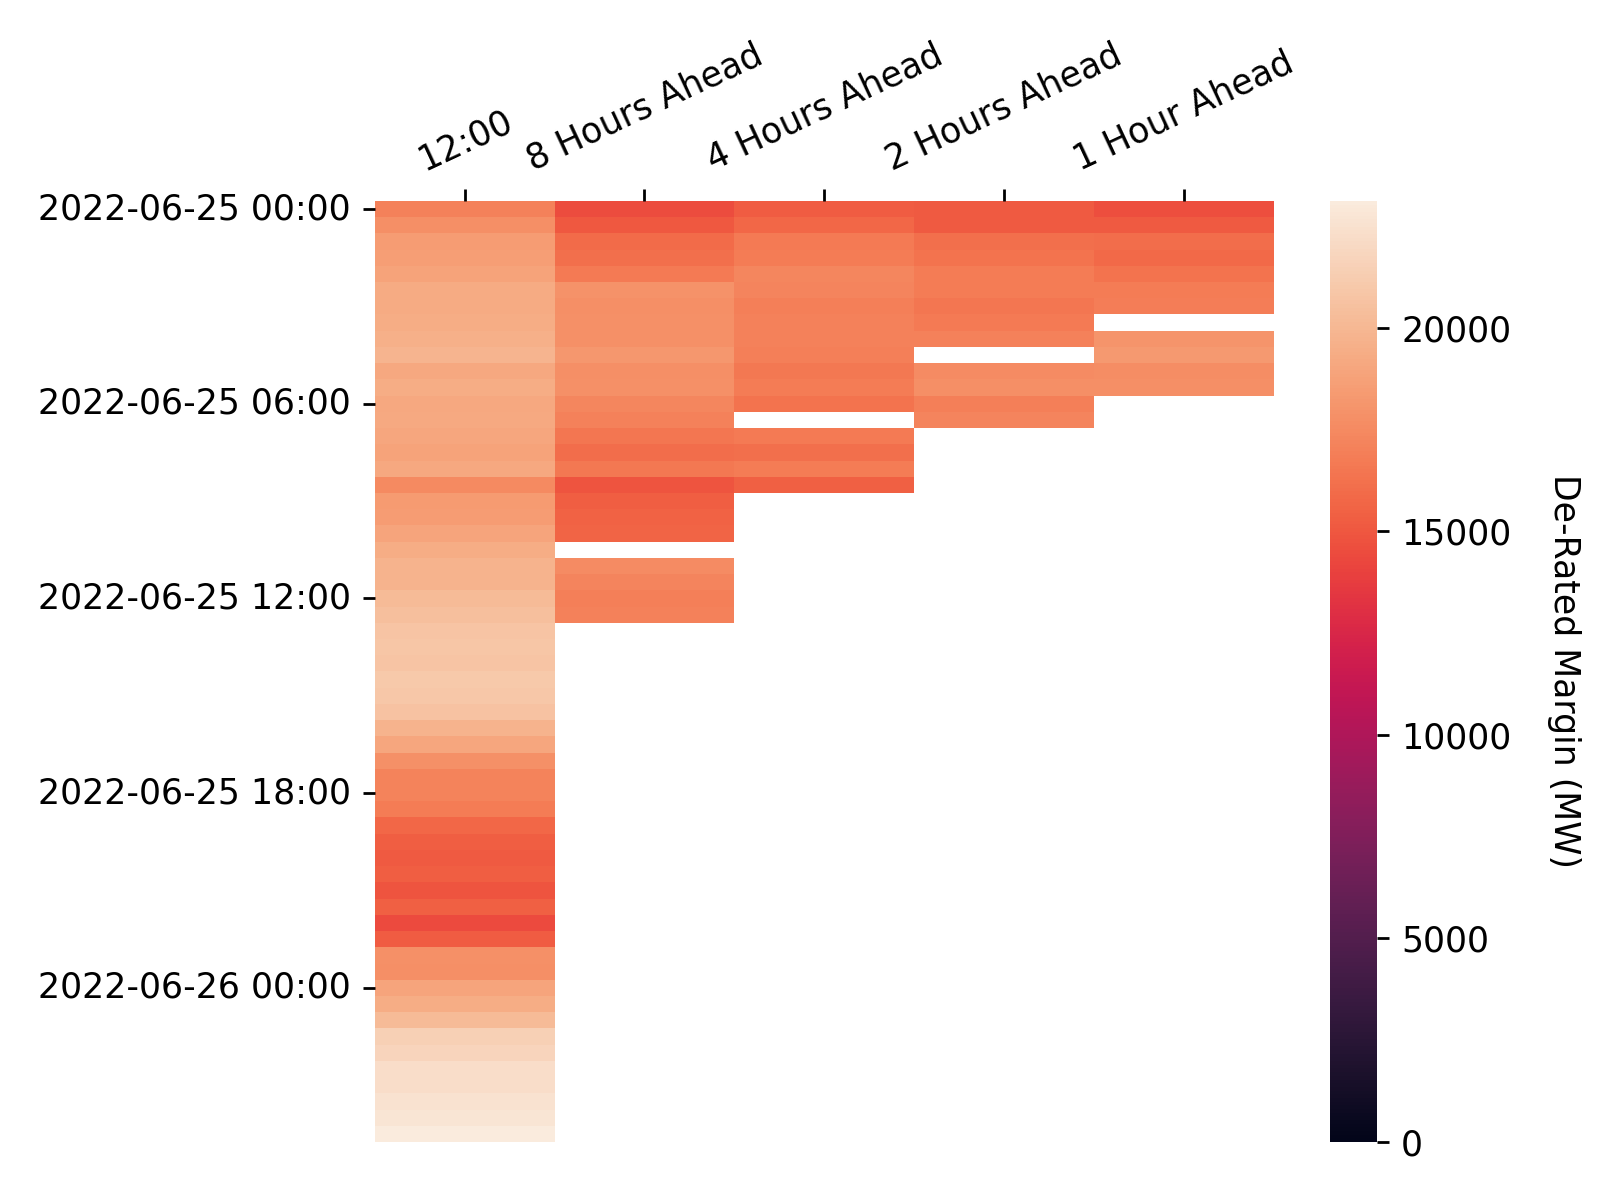 12:00
8 Hours Ahead
4 Hours Ahead
2 Hours Ahead
1 Hour Ahead
2022-06-25 00:00
2022-06-25 06:00
2022-06-25 12:00
2022-06-25 18:00
2022-06-26 00:00
20000
15000
10000
5000
0
De-Rated Margin (MW)